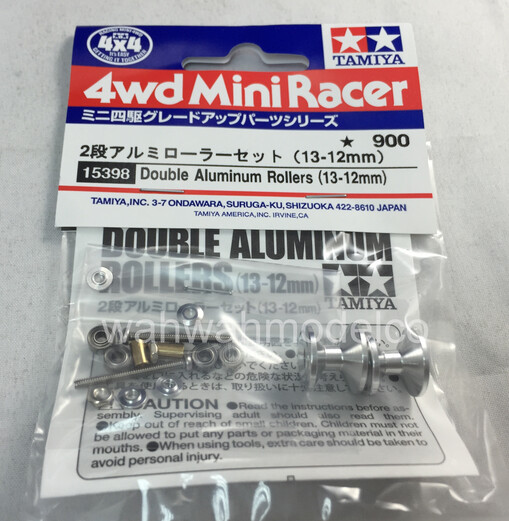 4x4
GETTING IT TOGETHER
TAMIYA
4wd Mini Racer
ミニ四駆グレードアップパーツシリーズ
★ 900
2段アルミローラーセット (13-12mm)
15398 Double Aluminum Rollers (13-12mm)
TAMIYA, INC. 3-7 ONDAWARA, SURUGA-KU, SHIZUOKA 422-8610 JAPAN
TAMIYA AMERICA, INC. IRVINE, CA.
DOUBLE ALUMINUM
ROLLERS (13-12mm)
2段アルミローラーセット (13-12mm)
TAMIYA
wahwahmodelco
CAUTION
●Read the instructions before as-
sembly. Supervising adult should also read them.
●Keep out of reach of small children. Children must not
be allowed to put any parts or packaging material in their
mouths. ●When using tools, extra care should be taken to
avoid personal injury.